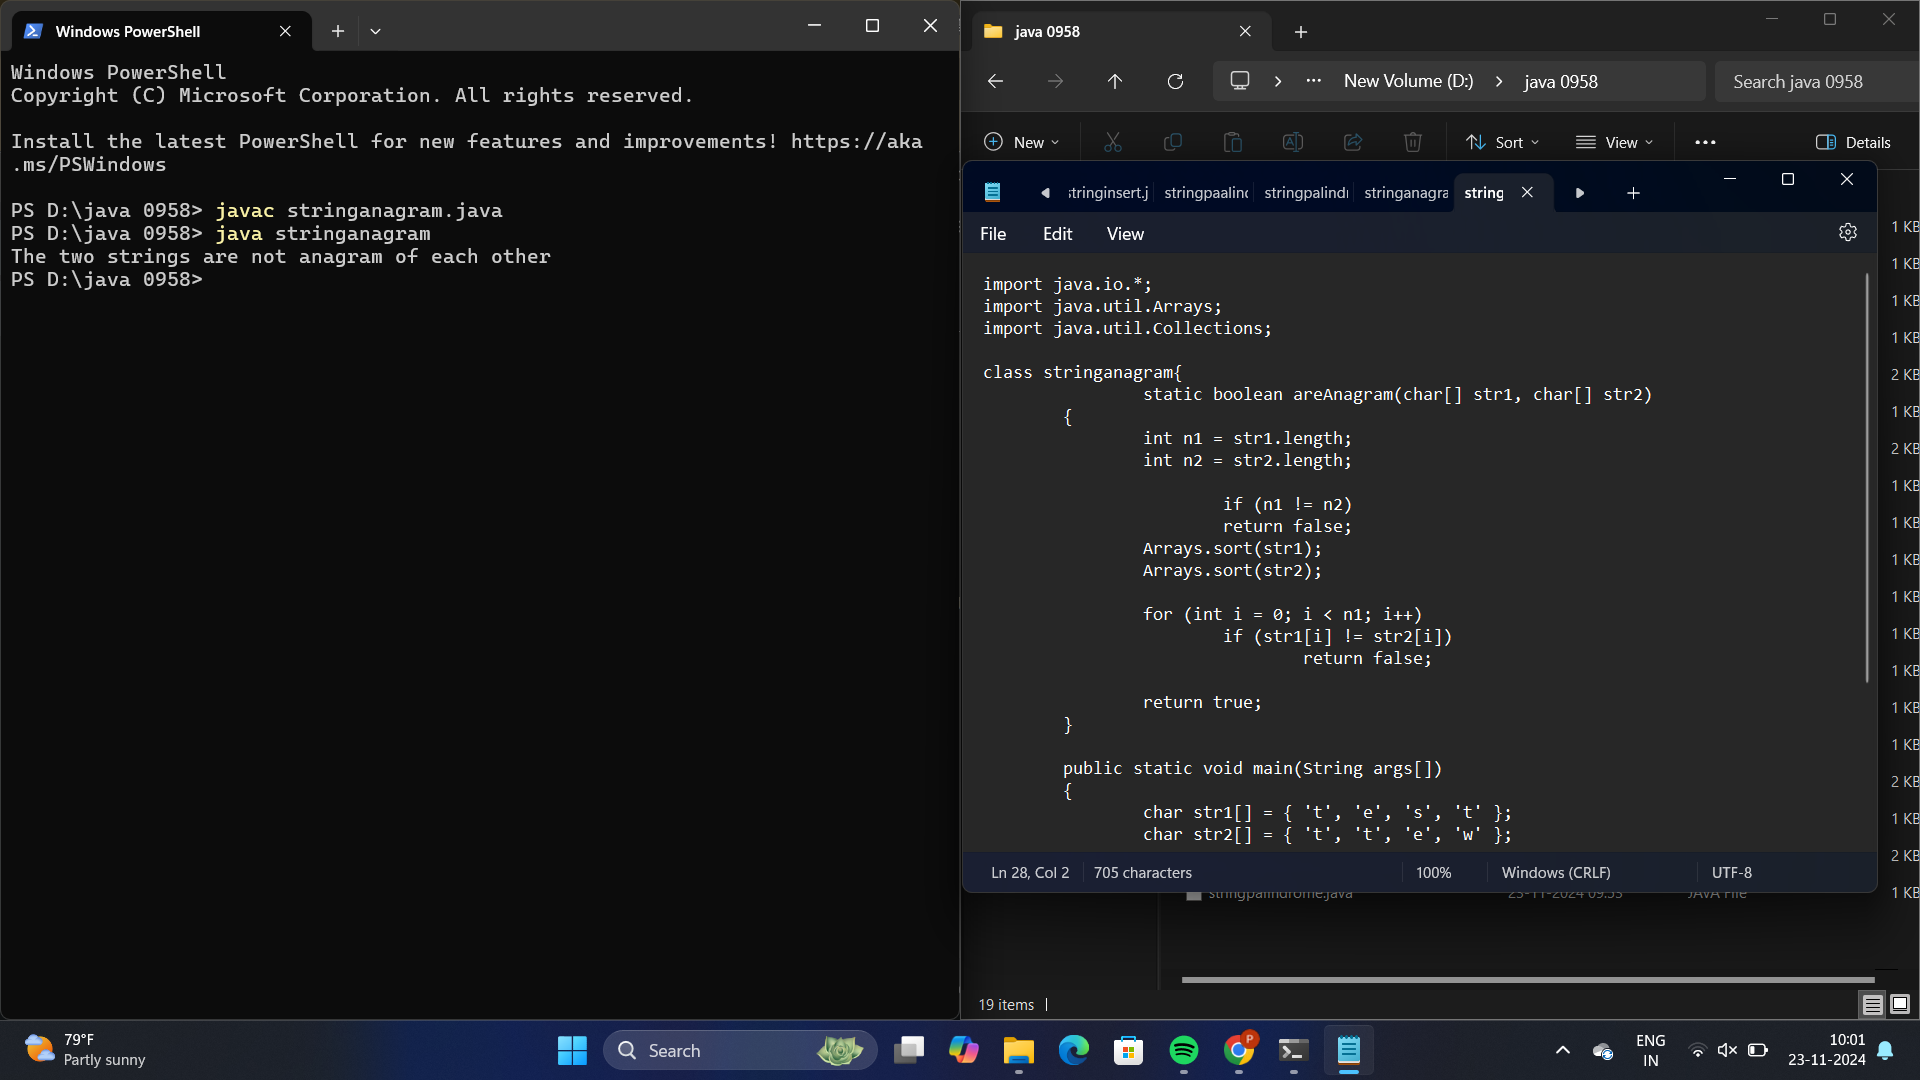 Windows PowerShell
Windows PowerShell
Copyright (C) Microsoft Corporation. All rights reserved.
Install the latest PowerShell for new features and improvements! https://aka
.ms/PSWindows
PS D:\java 0958> javac stringanagram.java
PS D:\java 0958> java stringanagram
The two strings are not anagram of each other
PS D:\java 0958>
java 0958
New Volume (D:) > java 0958
Search java 0958
New
Sort
View
Details
stringinsert.j stringpaalind stringpalindr stringanagra string
File Edit View
import java.io.*;
import java.util.Arrays;
import java.util.Collections;
class stringanagram{
static boolean areAnagram(char[] str1, char[] str2)
{
int n1 = str1.length;
int n2 = str2.length;
if (n1 != n2)
return false;
Arrays.sort(str1);
Arrays.sort(str2);
for (int i = 0; i < n1; i++)
if (str1[i] != str2[i])
return false;
return true;
}
public static void main(String args[])
{
char str1[] = { 't', 'e', 's', 't' };
char str2[] = { 't', 't', 'e', 'w' };
Ln 28, Col 2 705 characters 100% Windows (CRLF) UTF-8
1 KB
1 KB
1 KB
1 KB
2 KB
1 KB
2 KB
1 KB
1 KB
1 KB
1 KB
1 KB
1 KB
1 KB
1 KB
2 KB
1 KB
2 KB
stringpalindrome.java 23-11-2024 09:53 JAVA File 1 KB
19 items
79°F
Partly sunny
Search
P
ENG
IN
10:01
23-11-2024